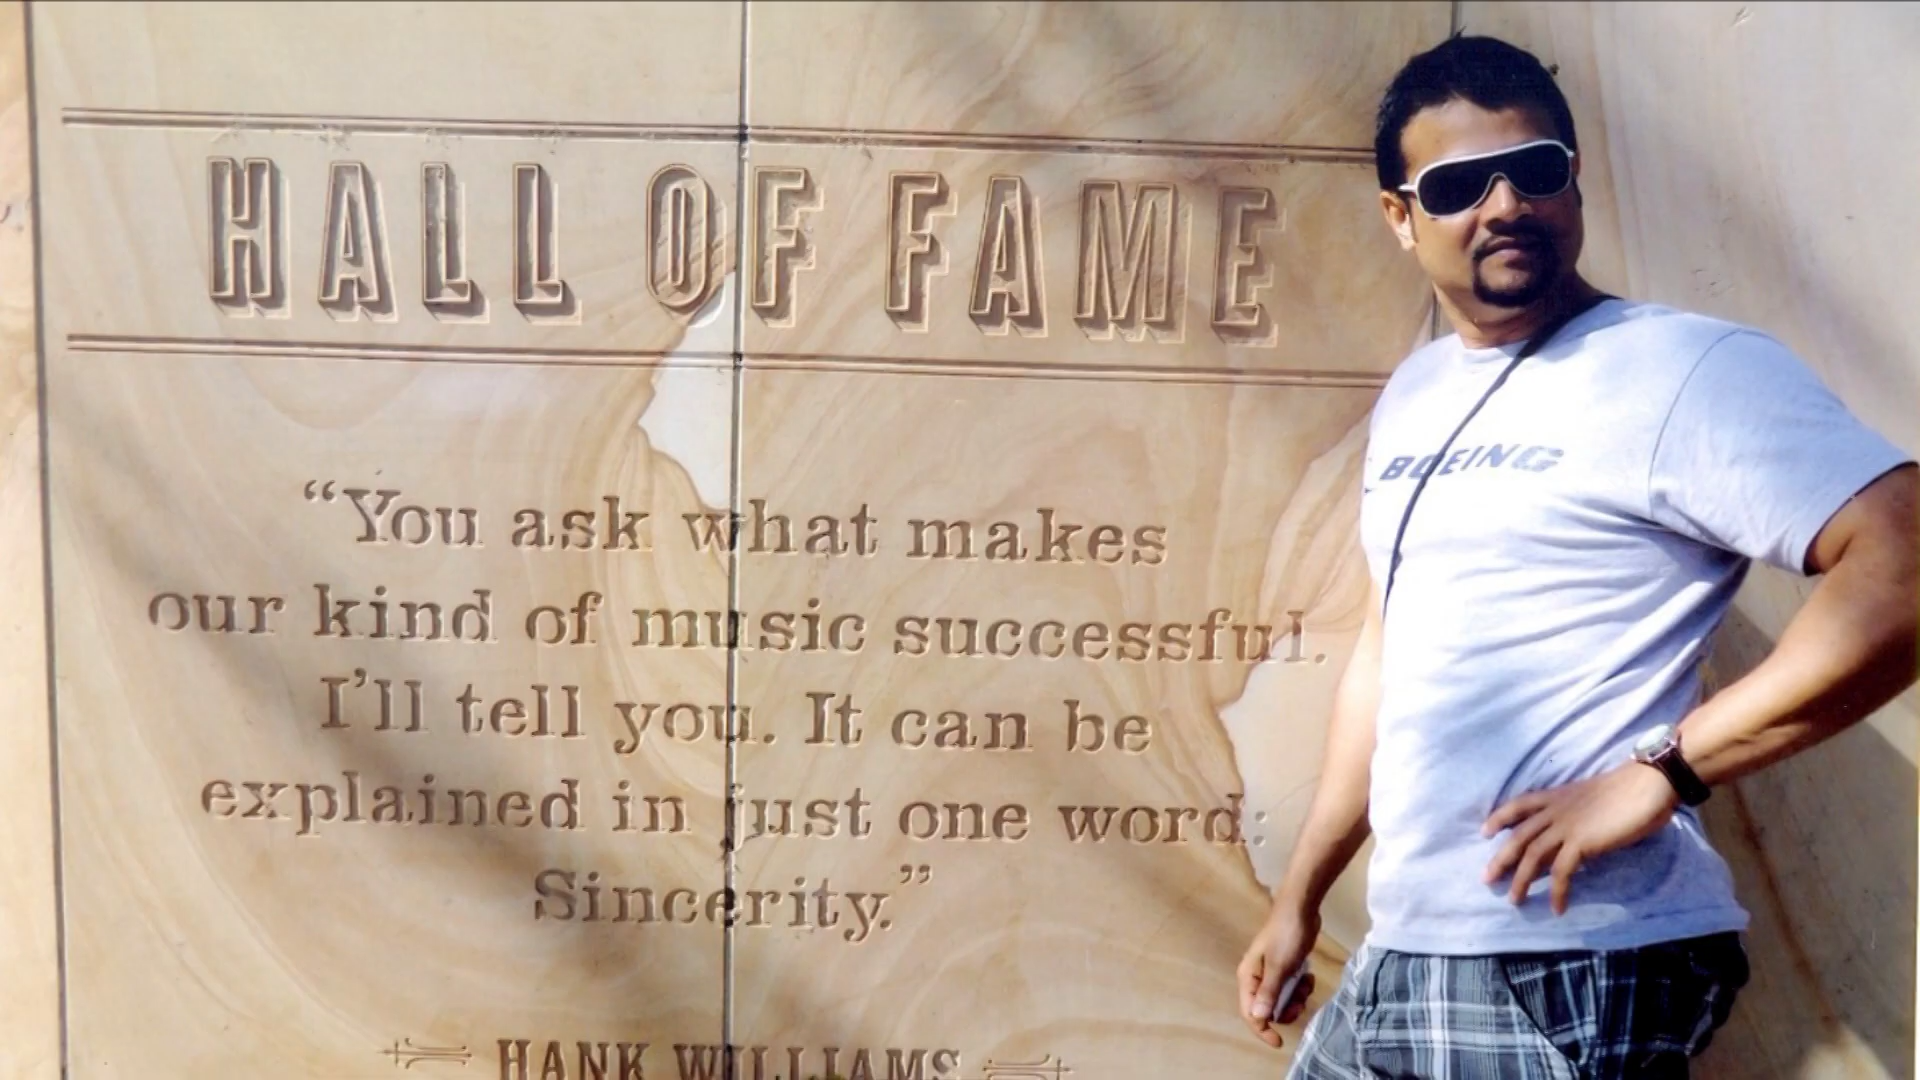 HALL OF FAME
“You ask what makes
our kind of music successful.
I’ll tell you. It can be
explained in just one word:
Sincerity.”
HANK WILLIAMS
BOEING